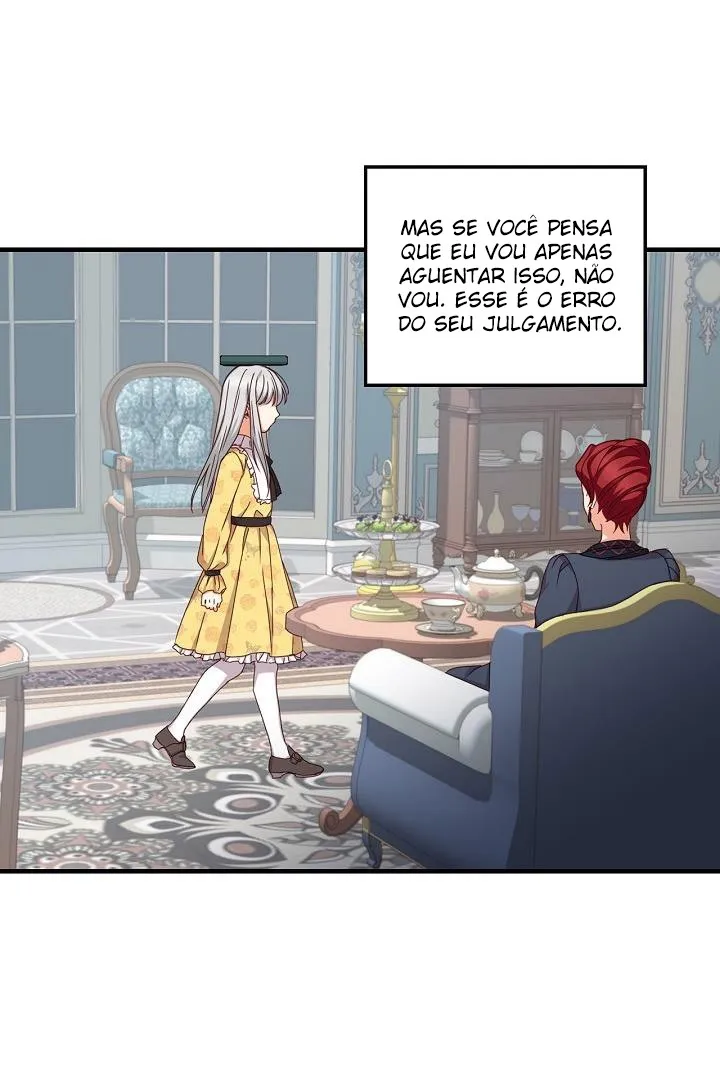 MAS SE VOCÊ PENSA
QUE EU VOU APENAS
AGUENTAR ISSO, NÃO
VOU. ESSE É O ERRO
DO SEU JULGAMENTO.